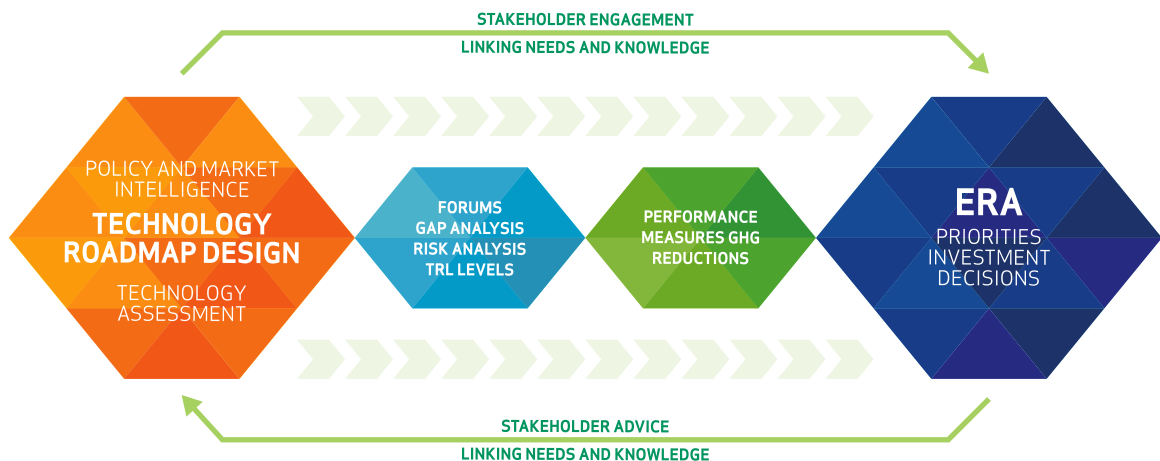 STAKEHOLDER ENGAGEMENT
LINKING NEEDS AND KNOWLEDGE
POLICY AND MARKET
INTELLIGENCE
TECHNOLOGY
ROADMAP DESIGN
TECHNOLOGY
ASSESSMENT
FORUMS
GAP ANALYSIS
RISK ANALYSIS
TRL LEVELS
PERFORMANCE
MEASURES GHG
REDUCTIONS
ERA
PRIORITIES
INVESTMENT
DECISIONS
STAKEHOLDER ADVICE
LINKING NEEDS AND KNOWLEDGE